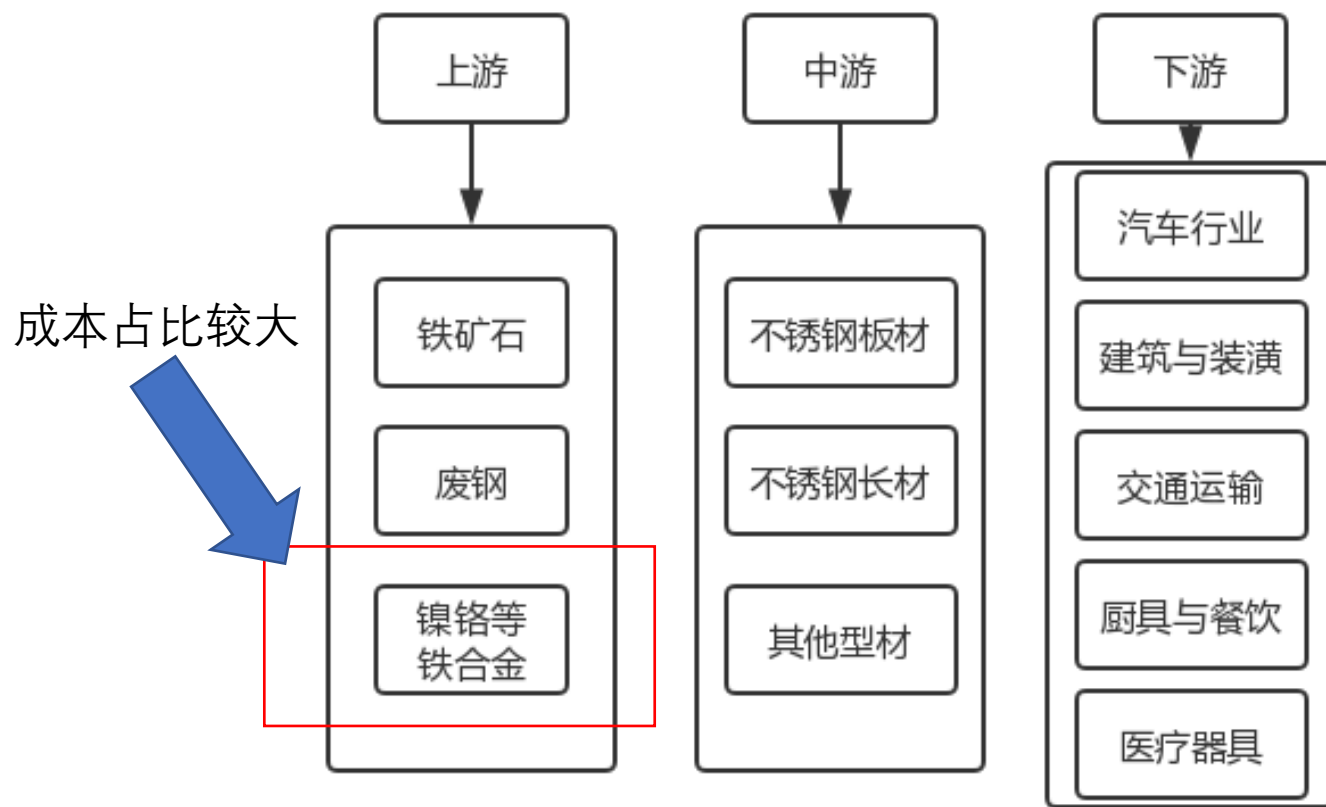 上游
中游
下游
成本占比较大
铁矿石
废钢
镍铬等
铁合金
不锈钢板材
不锈钢长材
其他型材
汽车行业
建筑与装潢
交通运输
厨具与餐饮
医疗器具